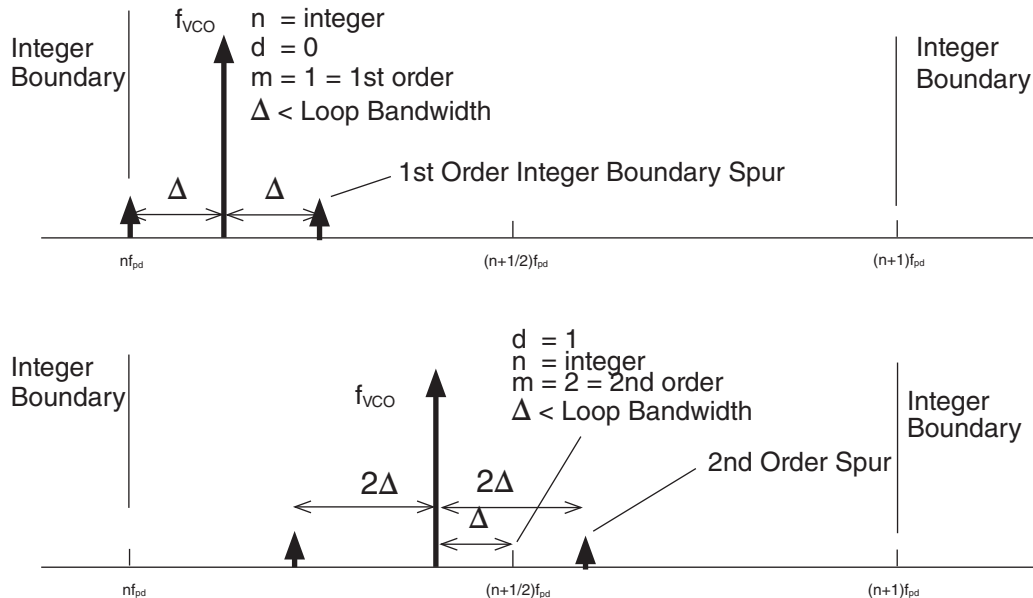 Integer
Boundary
f_VCO
n = integer
d = 0
m = 1 = 1st order
Δ < Loop Bandwidth
Integer
Boundary
Δ
Δ
1st Order Integer Boundary Spur
nf_pd
(n+1/2)f_pd
(n+1)f_pd
Integer
Boundary
f_VCO
d = 1
n = integer
m = 2 = 2nd order
Δ < Loop Bandwidth
Integer
Boundary
2Δ
2Δ
Δ
2nd Order Spur
nf_pd
(n+1/2)f_pd
(n+1)f_pd